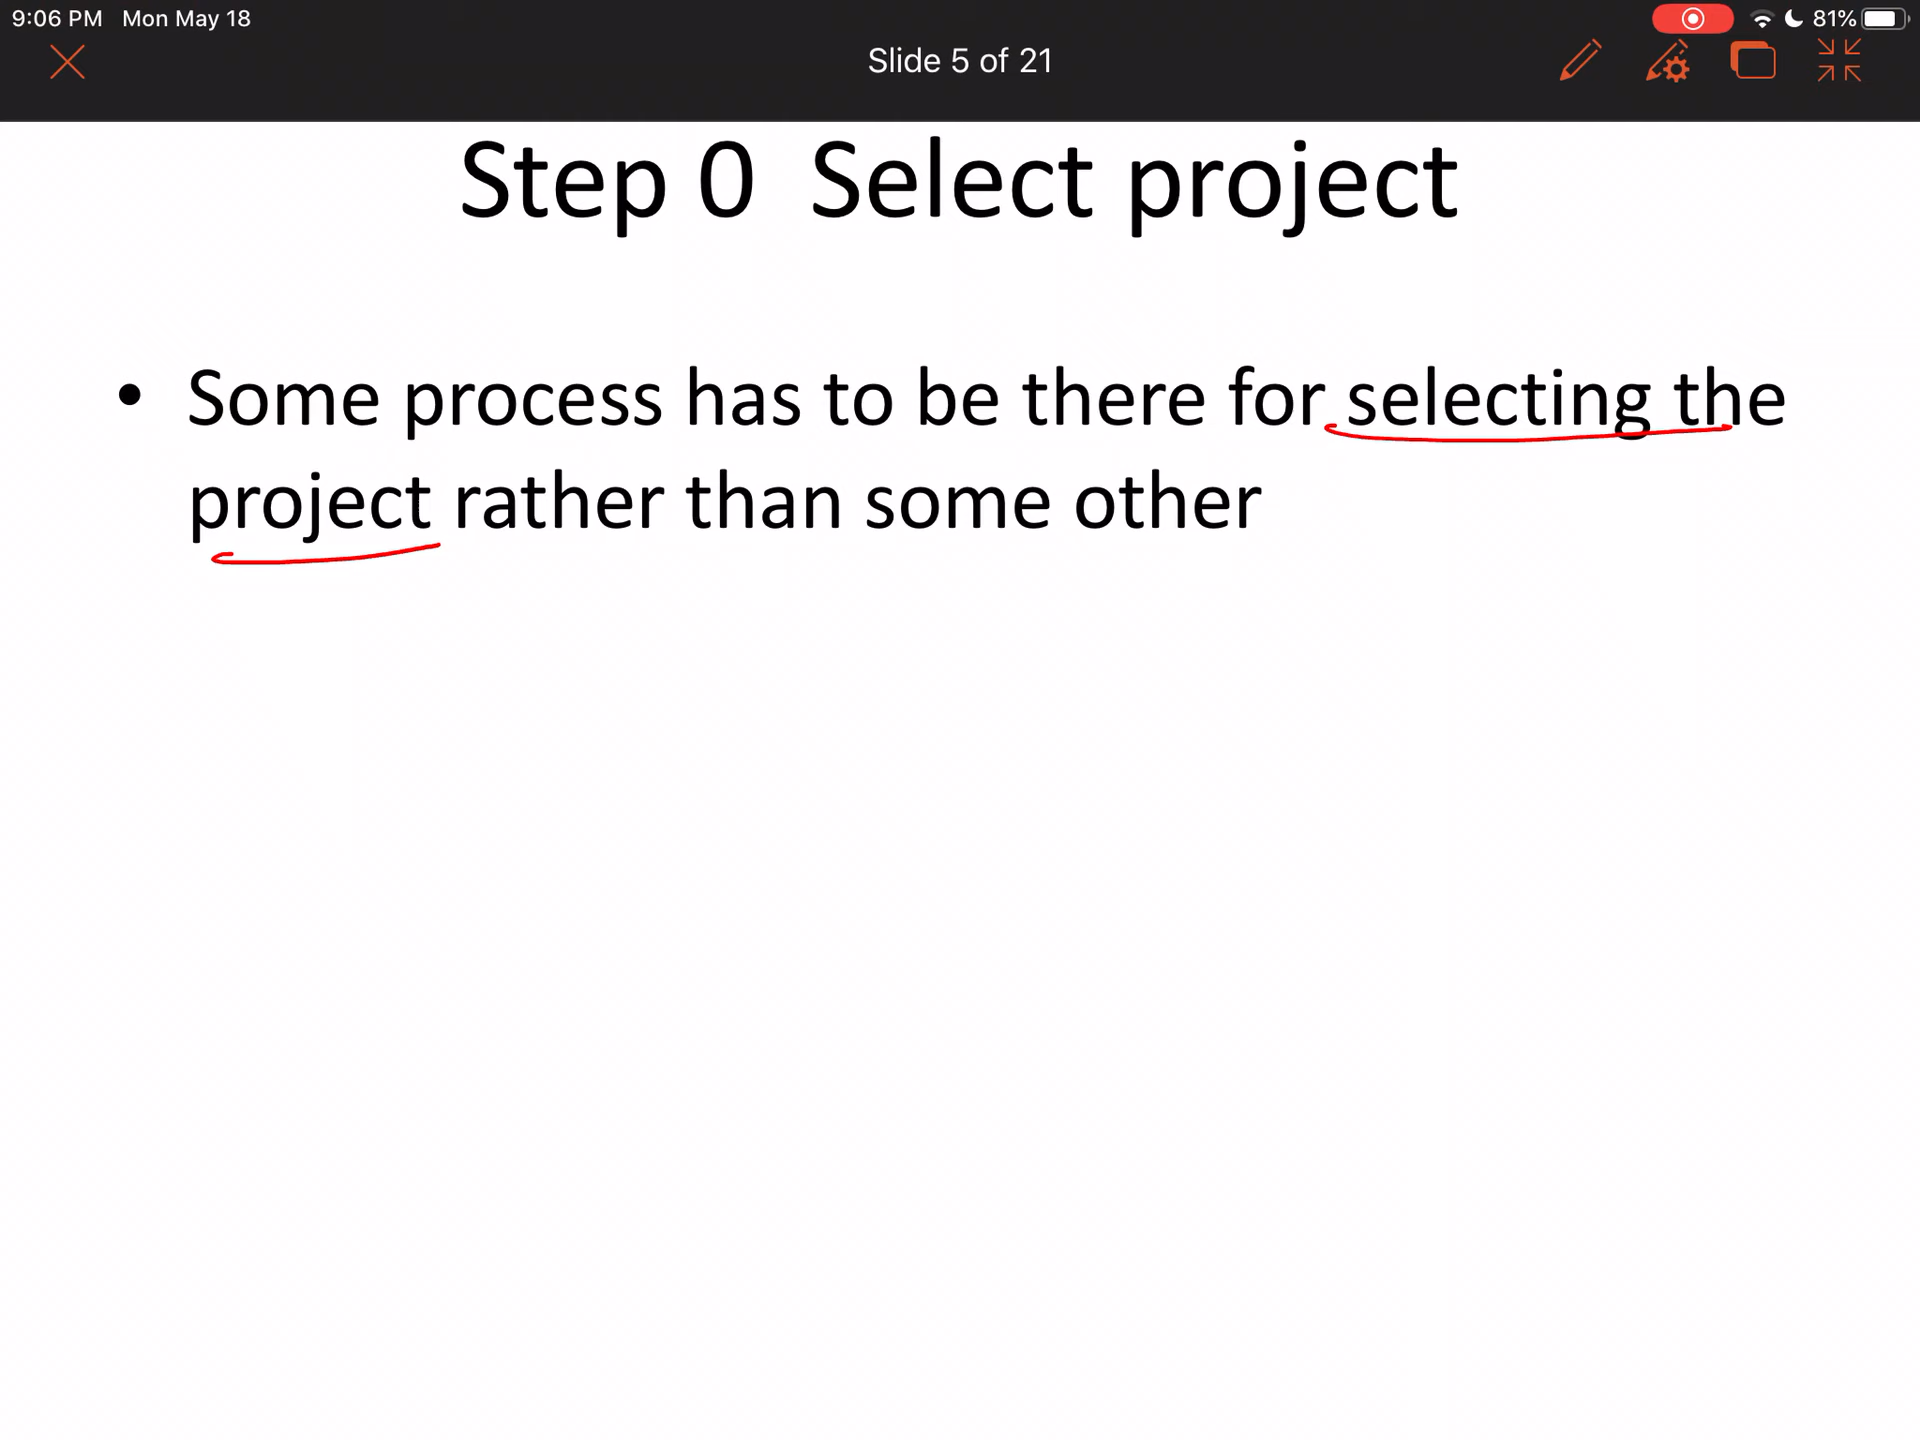 9:06 PM Mon May 18
81%
Slide 5 of 21
Step 0 Select project
• Some process has to be there for selecting the
project rather than some other